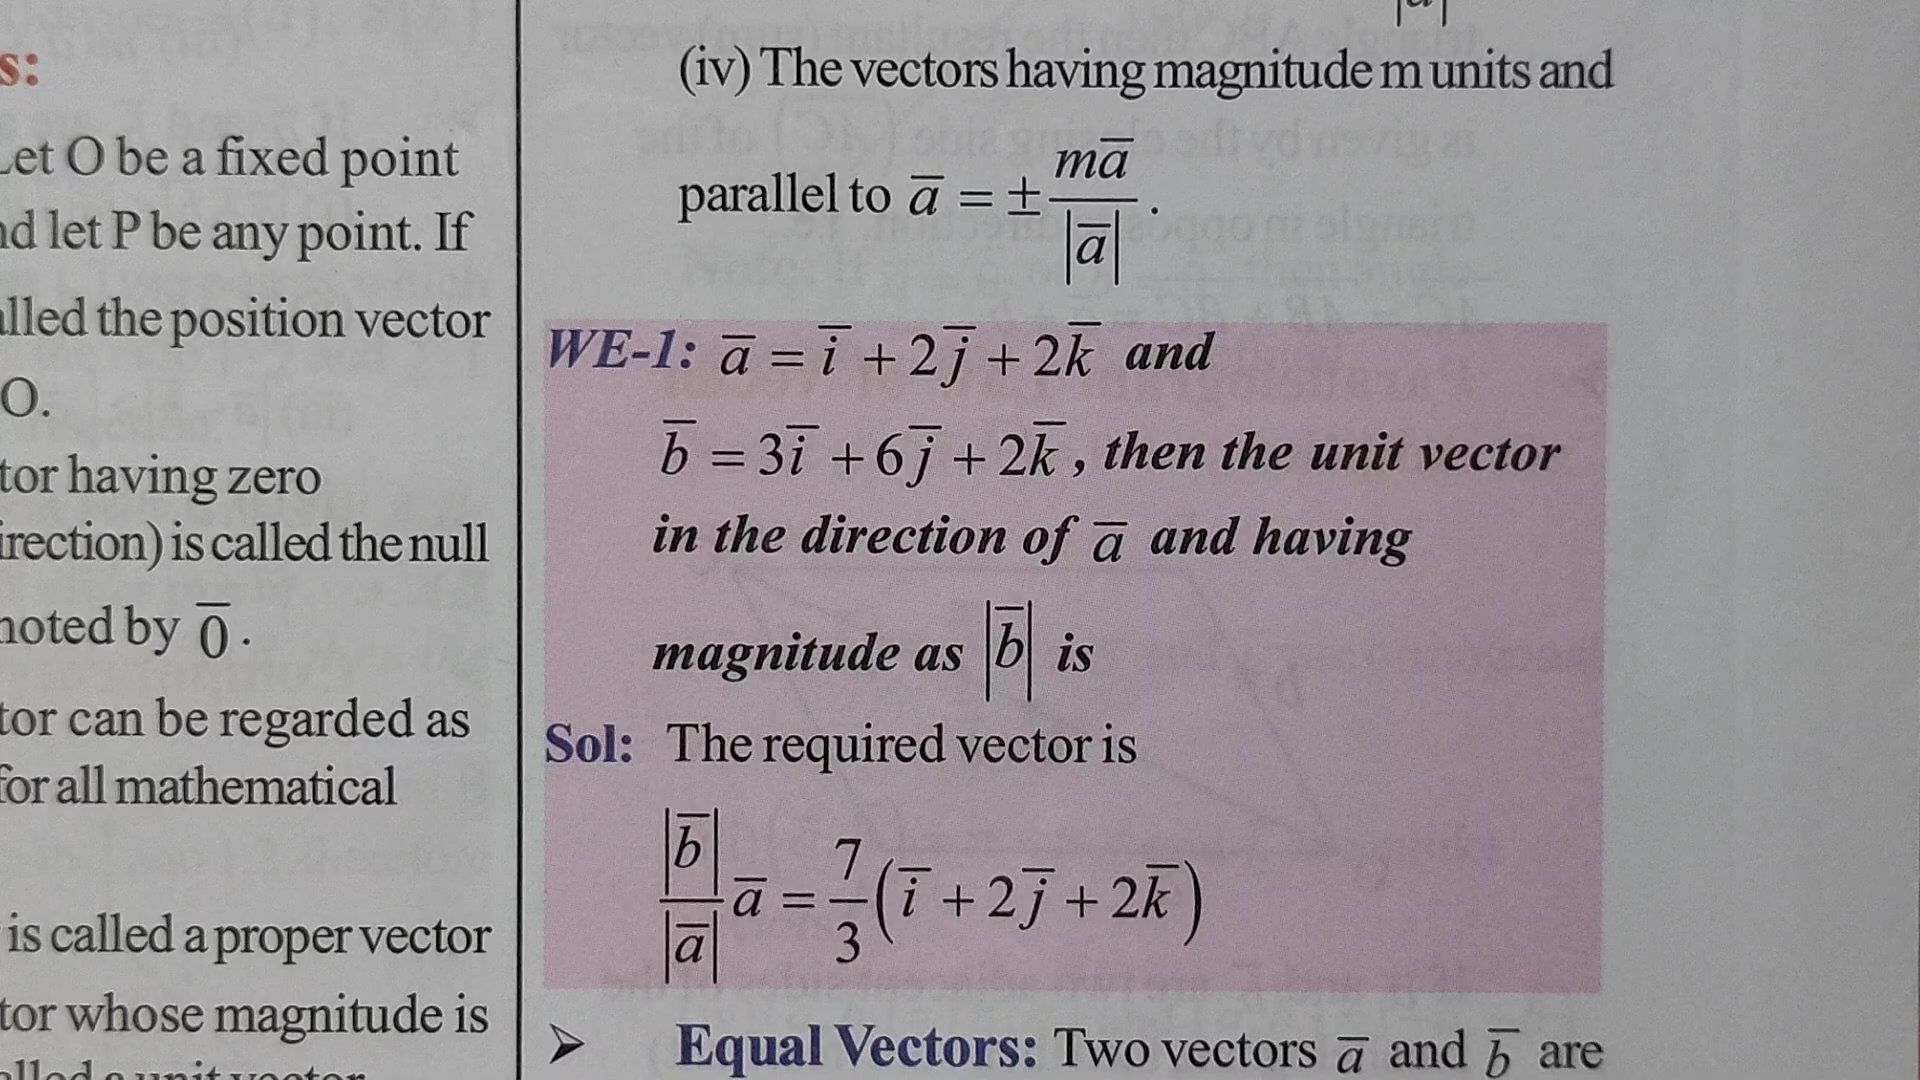 s:
Let O be a fixed point
nd let P be any point. If
alled the position vector
O.
tor having zero
irection) is called the null
noted by 0̅ .
tor can be regarded as
for all mathematical
is called a proper vector
tor whose magnitude is
(iv) The vectors having magnitude m units and
parallel to a̅ = ± ma̅ / |a̅| .
WE-1: a̅ = i̅ + 2j̅ + 2k̅ and
b̅ = 3i̅ + 6j̅ + 2k̅ , then the unit vector
in the direction of a̅ and having
magnitude as |b̅| is
Sol: The required vector is
|b̅| / |a̅| a̅ = 7/3 ( i̅ + 2j̅ + 2k̅ )
➤ Equal Vectors: Two vectors a̅ and b̅ are